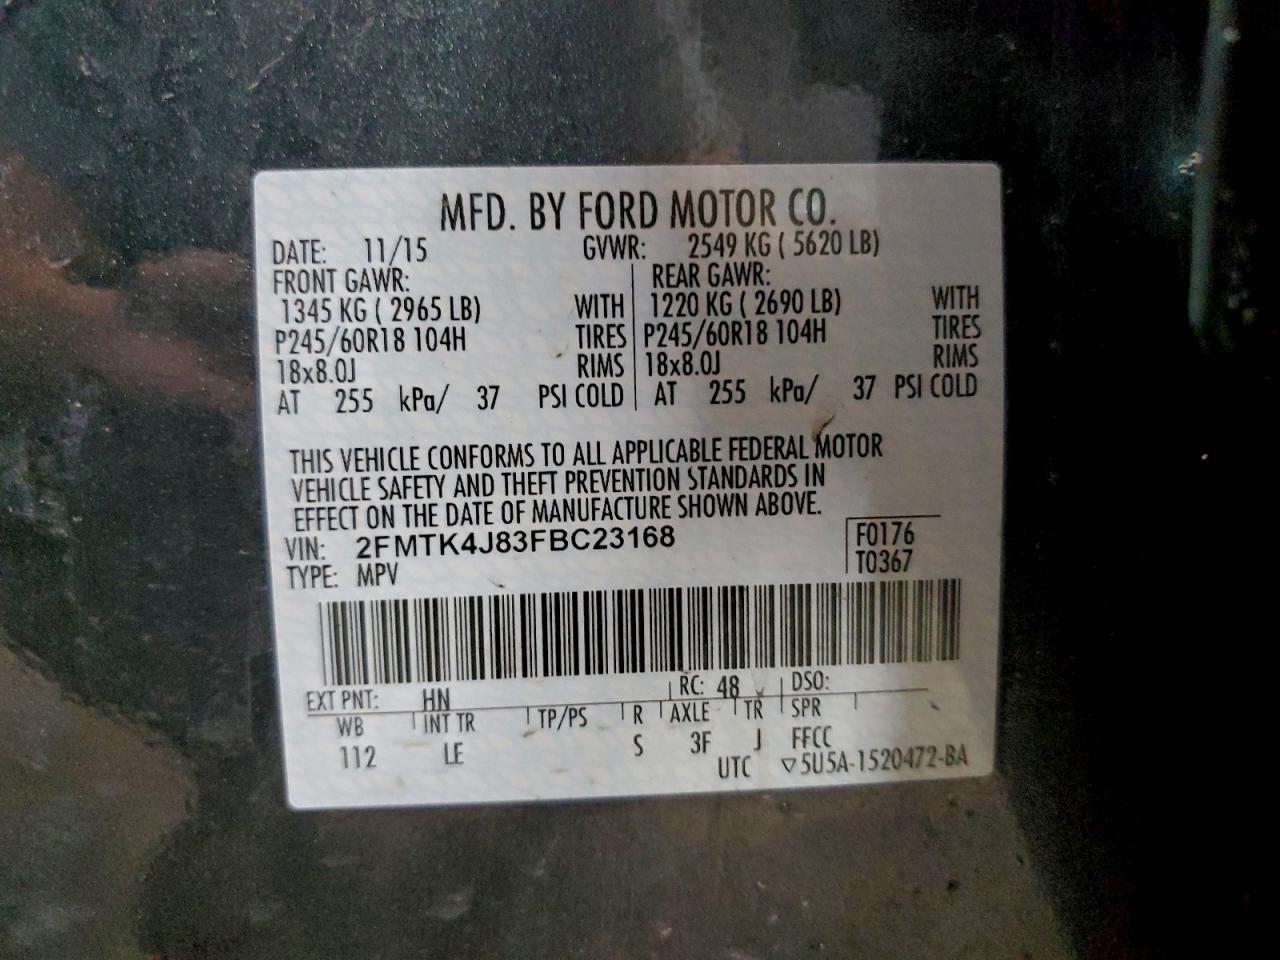 MFD. BY FORD MOTOR CO.
DATE: 11/15 GVWR: 2549 KG ( 5620 LB)
FRONT GAWR: REAR GAWR:
1345 KG ( 2965 LB) WITH 1220 KG ( 2690 LB) WITH
P245/60R18 104H TIRES P245/60R18 104H TIRES
18x8.0J RIMS 18x8.0J RIMS
AT 255 kPa/ 37 PSI COLD AT 255 kPa/ 37 PSI COLD
THIS VEHICLE CONFORMS TO ALL APPLICABLE FEDERAL MOTOR
VEHICLE SAFETY AND THEFT PREVENTION STANDARDS IN
EFFECT ON THE DATE OF MANUFACTURE SHOWN ABOVE.
VIN: 2FMTK4J83FBC23168 F0176
TYPE: MPV T0367
EXT PNT: HN RC: 48 DSO:
WB INT TR TP/PS R AXLE TR SPR
112 LE S 3F J FFCC
UTC ▽5U5A-1520472-BA